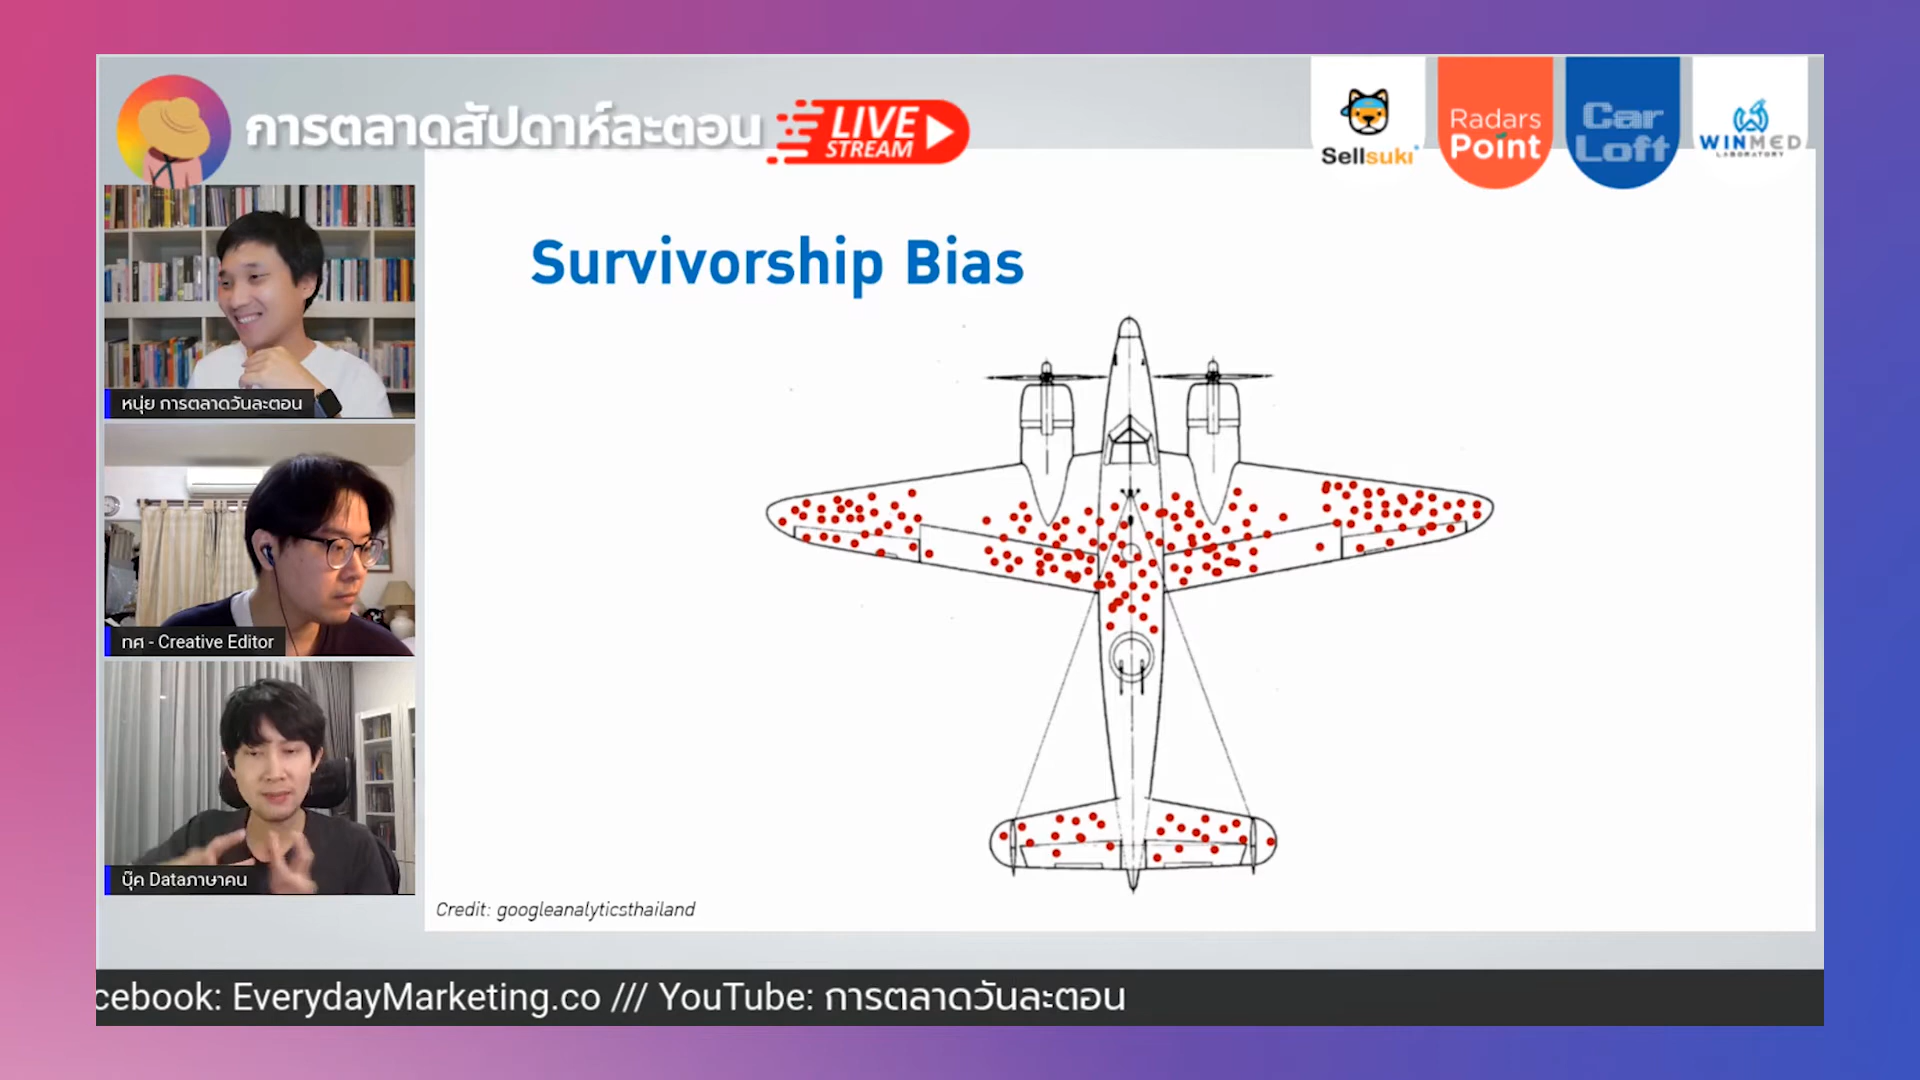 การตลาดสัปดาห์ละตอน
LIVE
STREAM
Sellsuki
Radars
Point
Car
Loft
WINMED
LABORATORY
Survivorship Bias
หนุ่ย การตลาดวันละตอน
ทศ - Creative Editor
บุ๊ค Dataภาษาคน
Credit: googleanalyticsthailand
cebook: EverydayMarketing.co /// YouTube: การตลาดวันละตอน